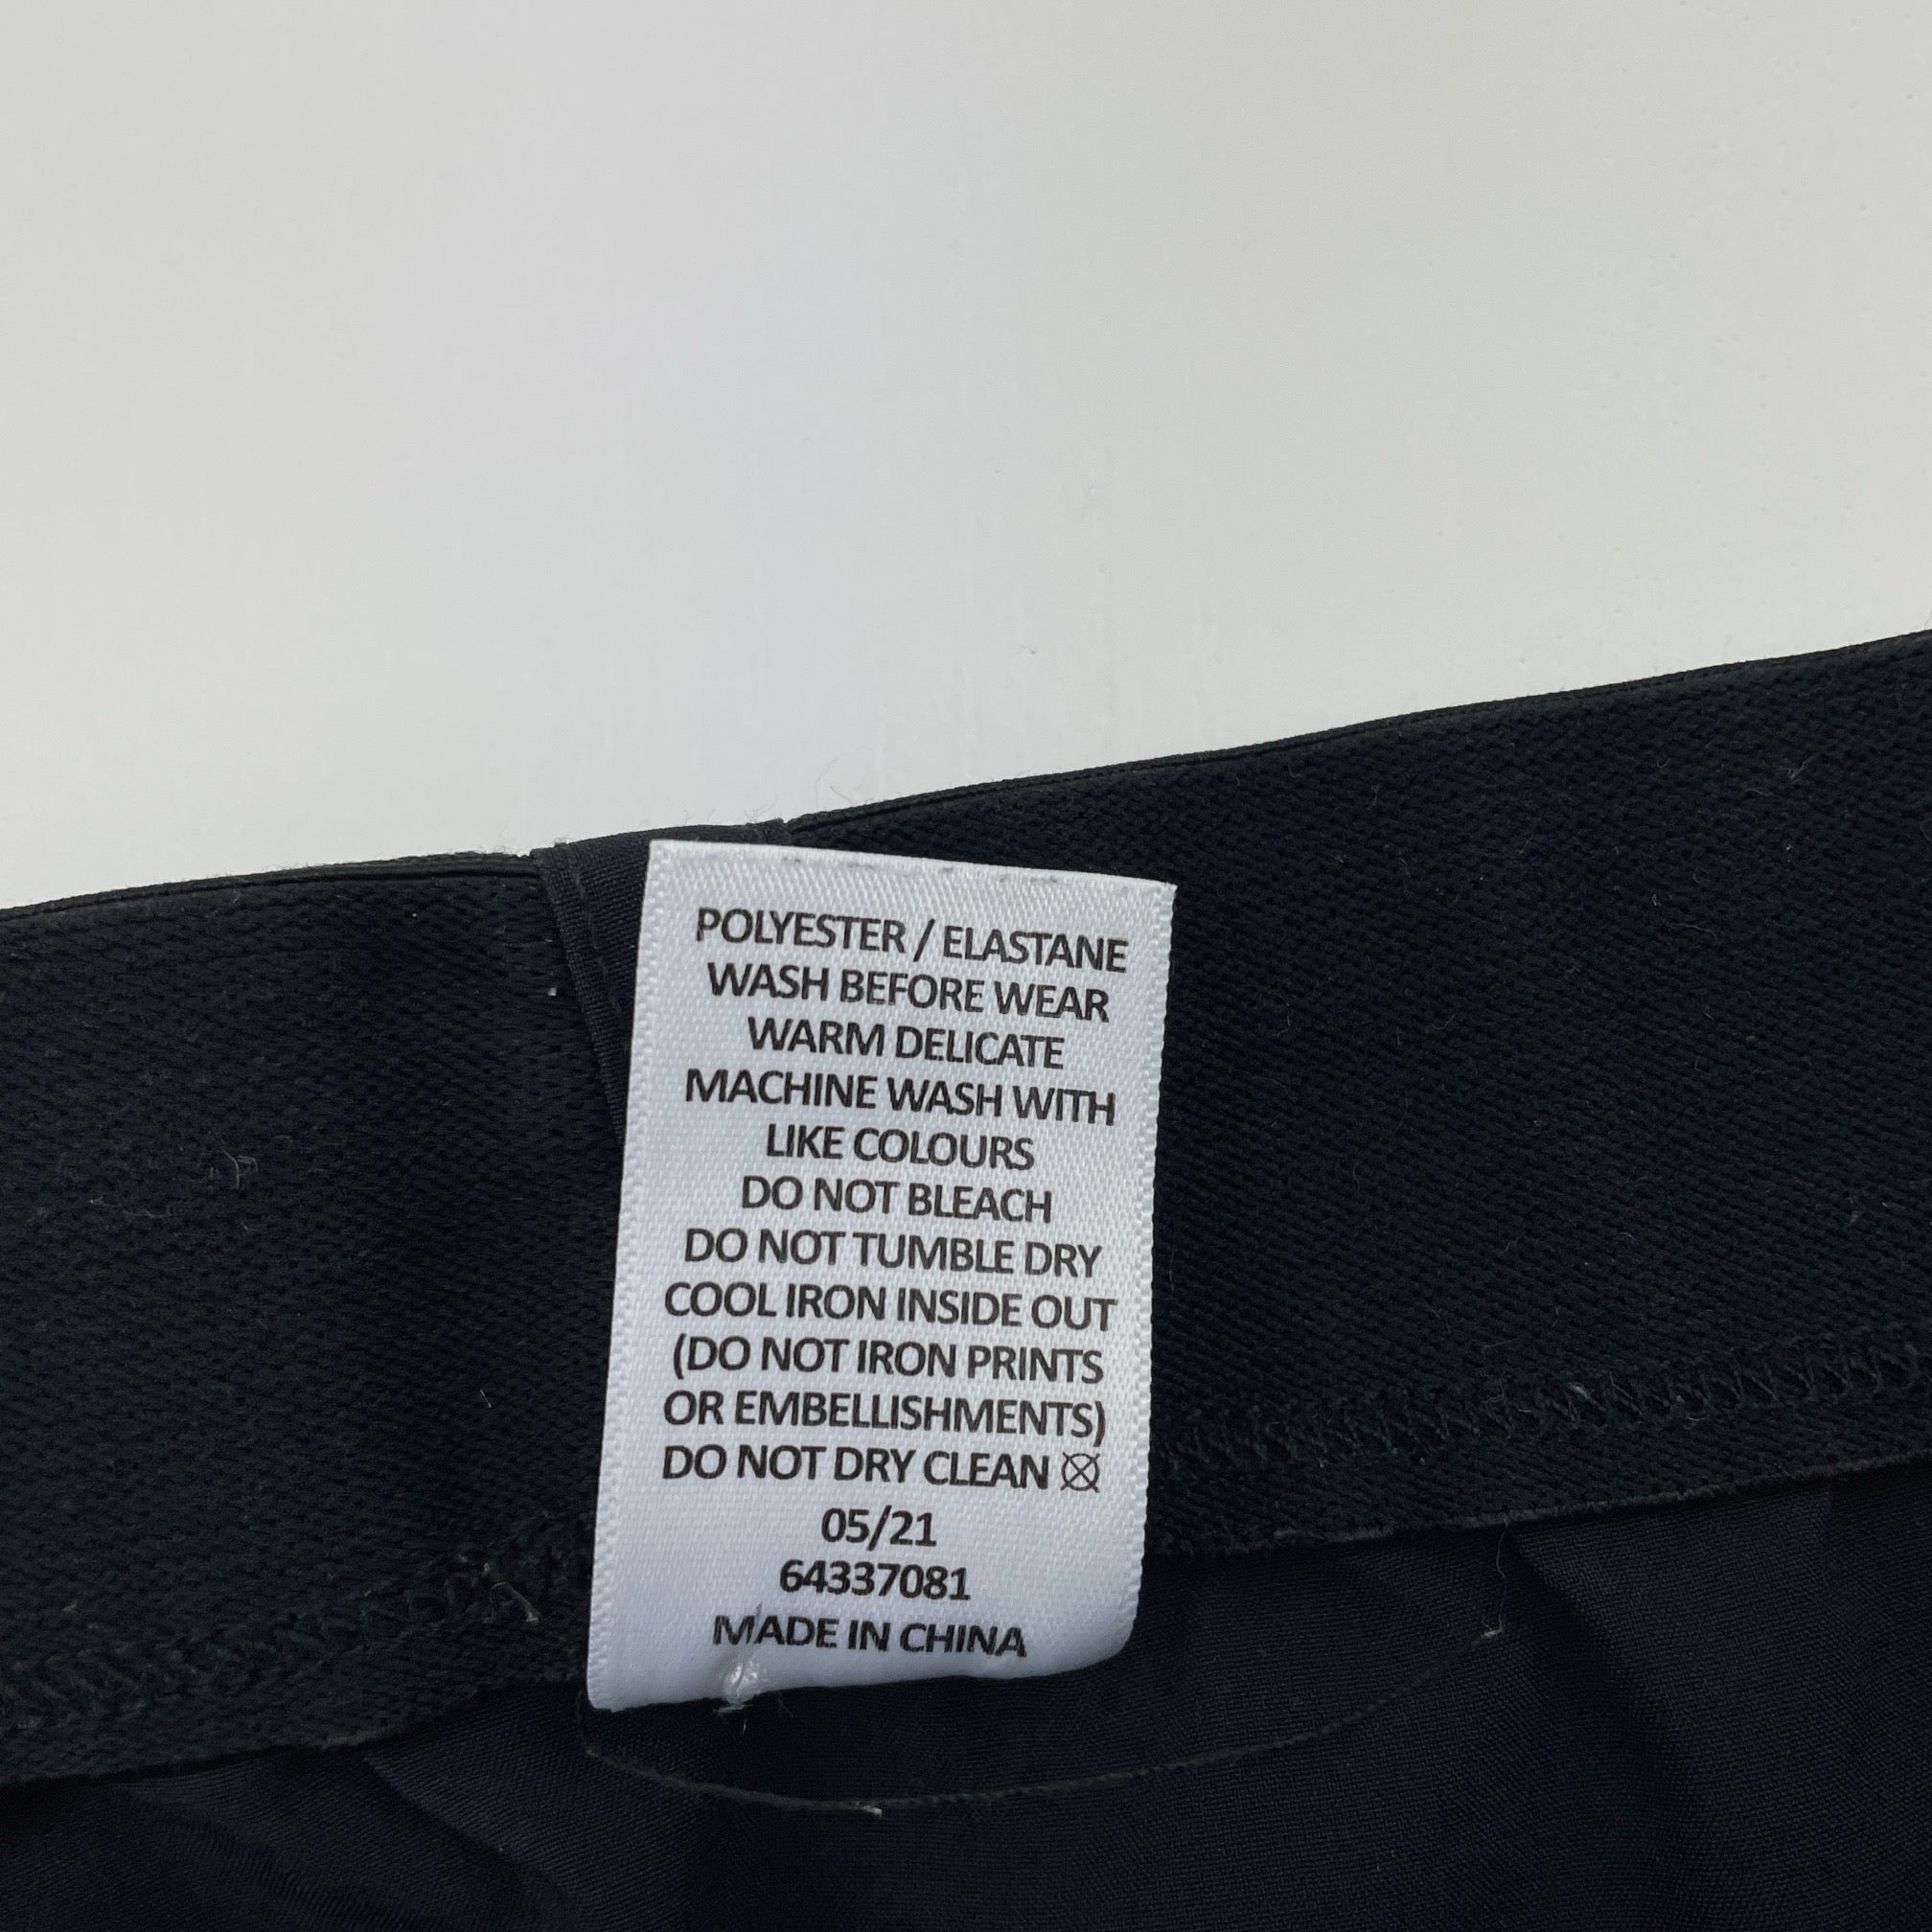 POLYESTER / ELASTANE
WASH BEFORE WEAR
WARM DELICATE
MACHINE WASH WITH
LIKE COLOURS
DO NOT BLEACH
DO NOT TUMBLE DRY
COOL IRON INSIDE OUT
(DO NOT IRON PRINTS
OR EMBELLISHMENTS)
DO NOT DRY CLEAN
05/21
64337081
MADE IN CHINA